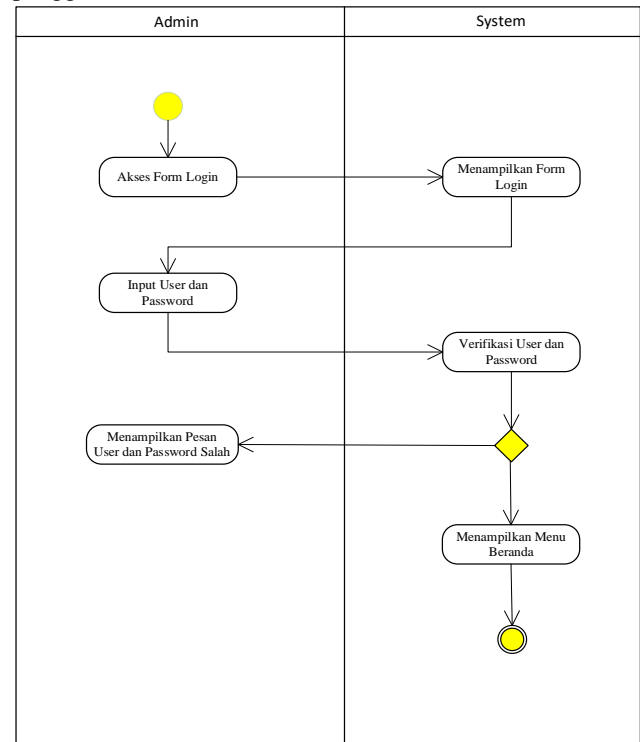 Admin
System
Akses Form Login
Menampilkan Form
Login
Input User dan
Password
Verifikasi User dan
Password
Menampilkan Pesan
User dan Password Salah
Menampilkan Menu
Beranda